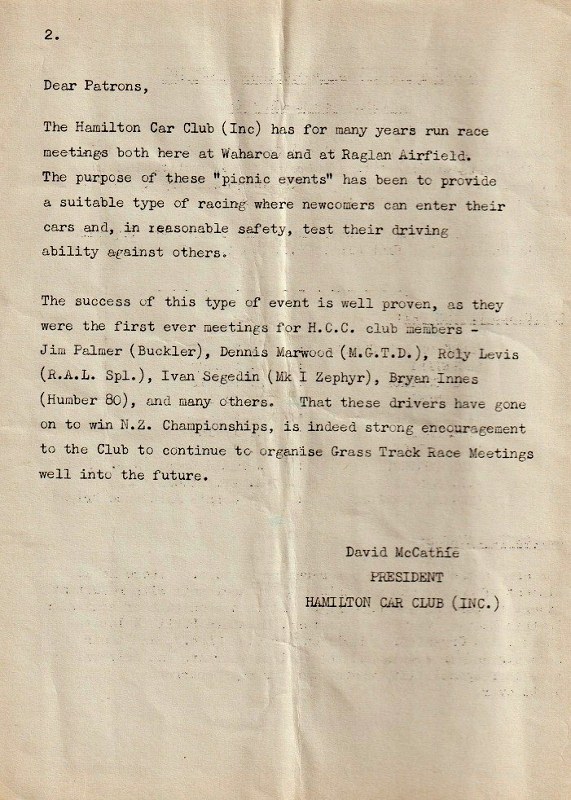 2.
Dear Patrons,
The Hamilton Car Club (Inc) has for many years run race
meetings both here at Waharoa and at Raglan Airfield.
The purpose of these "picnic events" has been to provide
a suitable type of racing where newcomers can enter their
cars and, in reasonable safety, test their driving
ability against others.
The success of this type of event is well proven, as they
were the first ever meetings for H.C.C. club members -
Jim Palmer (Buckler), Dennis Marwood (M.G.T.D.), Roly Levis
(R.A.L. Spl.), Ivan Segedin (Mk I Zephyr), Bryan Innes
(Humber 80), and many others. That these drivers have gone
on to win N.Z. Championships, is indeed strong encouragement
to the Club to continue to organise Grass Track Race Meetings
well into the future.
David McCathie
PRESIDENT
HAMILTON CAR CLUB (INC.)